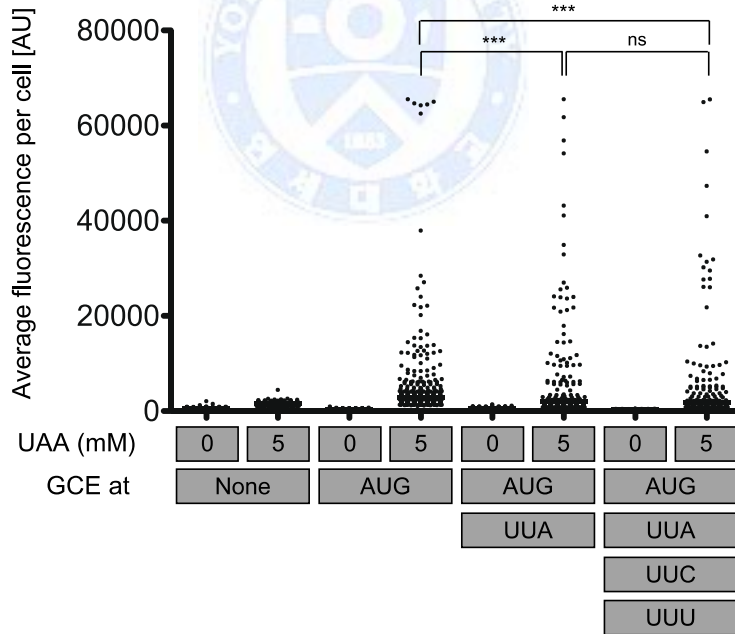 Average fluorescence per cell [AU]
80000
60000
40000
20000
0
***
***
ns
1885
UAA (mM) 0 5 0 5 0 5 0 5
GCE at None AUG AUG AUG
UUA UUA
UUC
UUU